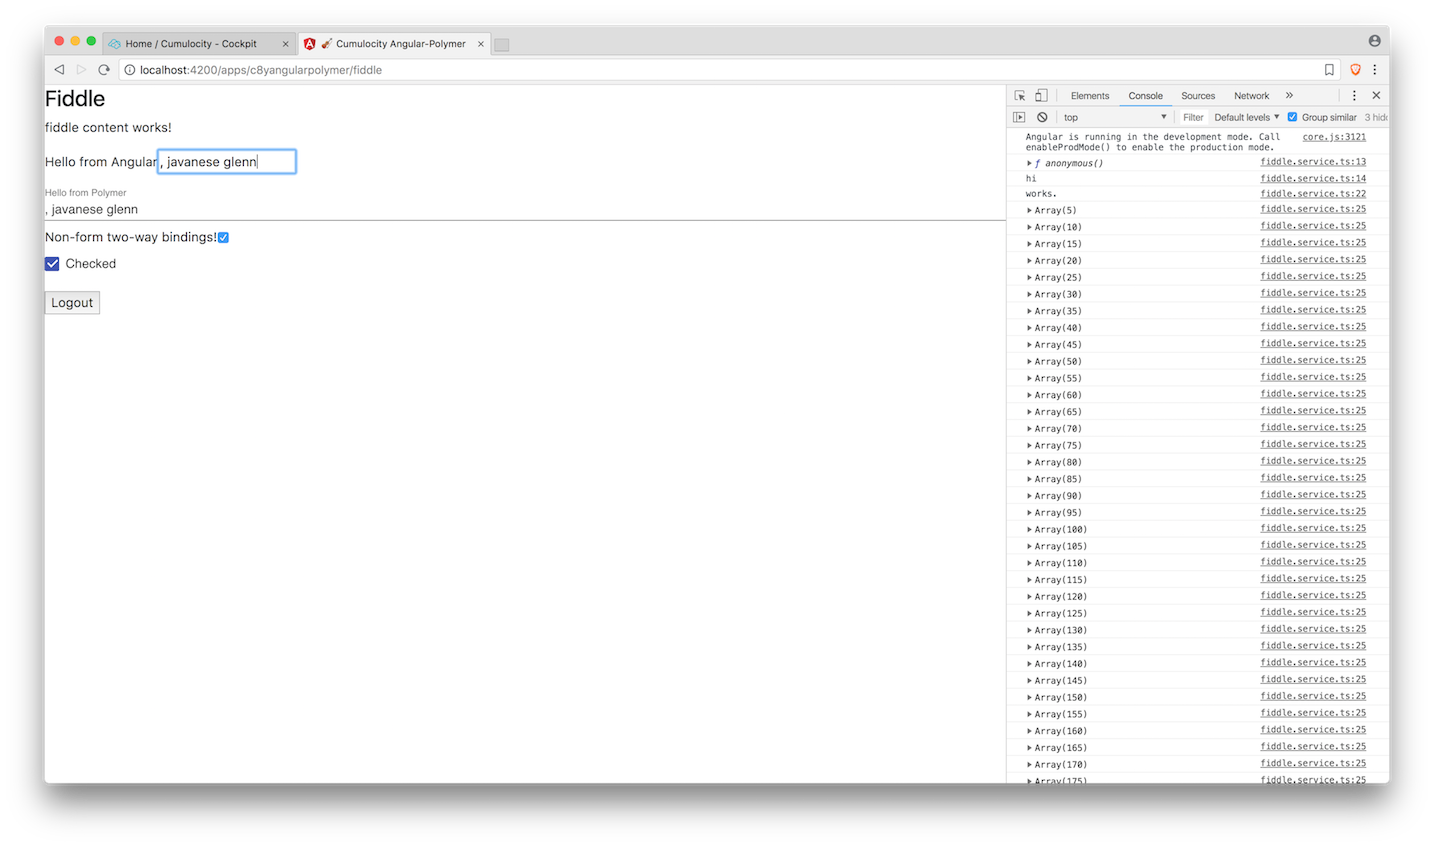 Home / Cumulocity - Cockpit
Cumulocity Angular-Polymer
localhost:4200/apps/c8yangularpolymer/fiddle
Fiddle
fiddle content works!
Hello from Angular , javanese glenn
Hello from Polymer
, javanese glenn
Non-form two-way bindings!
Checked
Logout
Elements Console Sources Network »
top Filter Default levels Group similar 3 hid
Angular is running in the development mode. Call core.js:3121
enableProdMode() to enable the production mode.
ƒ anonymous() fiddle.service.ts:13
hi fiddle.service.ts:14
works. fiddle.service.ts:22
Array(5) fiddle.service.ts:25
Array(10) fiddle.service.ts:25
Array(15) fiddle.service.ts:25
Array(20) fiddle.service.ts:25
Array(25) fiddle.service.ts:25
Array(30) fiddle.service.ts:25
Array(35) fiddle.service.ts:25
Array(40) fiddle.service.ts:25
Array(45) fiddle.service.ts:25
Array(50) fiddle.service.ts:25
Array(55) fiddle.service.ts:25
Array(60) fiddle.service.ts:25
Array(65) fiddle.service.ts:25
Array(70) fiddle.service.ts:25
Array(75) fiddle.service.ts:25
Array(80) fiddle.service.ts:25
Array(85) fiddle.service.ts:25
Array(90) fiddle.service.ts:25
Array(95) fiddle.service.ts:25
Array(100) fiddle.service.ts:25
Array(105) fiddle.service.ts:25
Array(110) fiddle.service.ts:25
Array(115) fiddle.service.ts:25
Array(120) fiddle.service.ts:25
Array(125) fiddle.service.ts:25
Array(130) fiddle.service.ts:25
Array(135) fiddle.service.ts:25
Array(140) fiddle.service.ts:25
Array(145) fiddle.service.ts:25
Array(150) fiddle.service.ts:25
Array(155) fiddle.service.ts:25
Array(160) fiddle.service.ts:25
Array(165) fiddle.service.ts:25
Array(170) fiddle.service.ts:25
Array(175) fiddle.service.ts:25